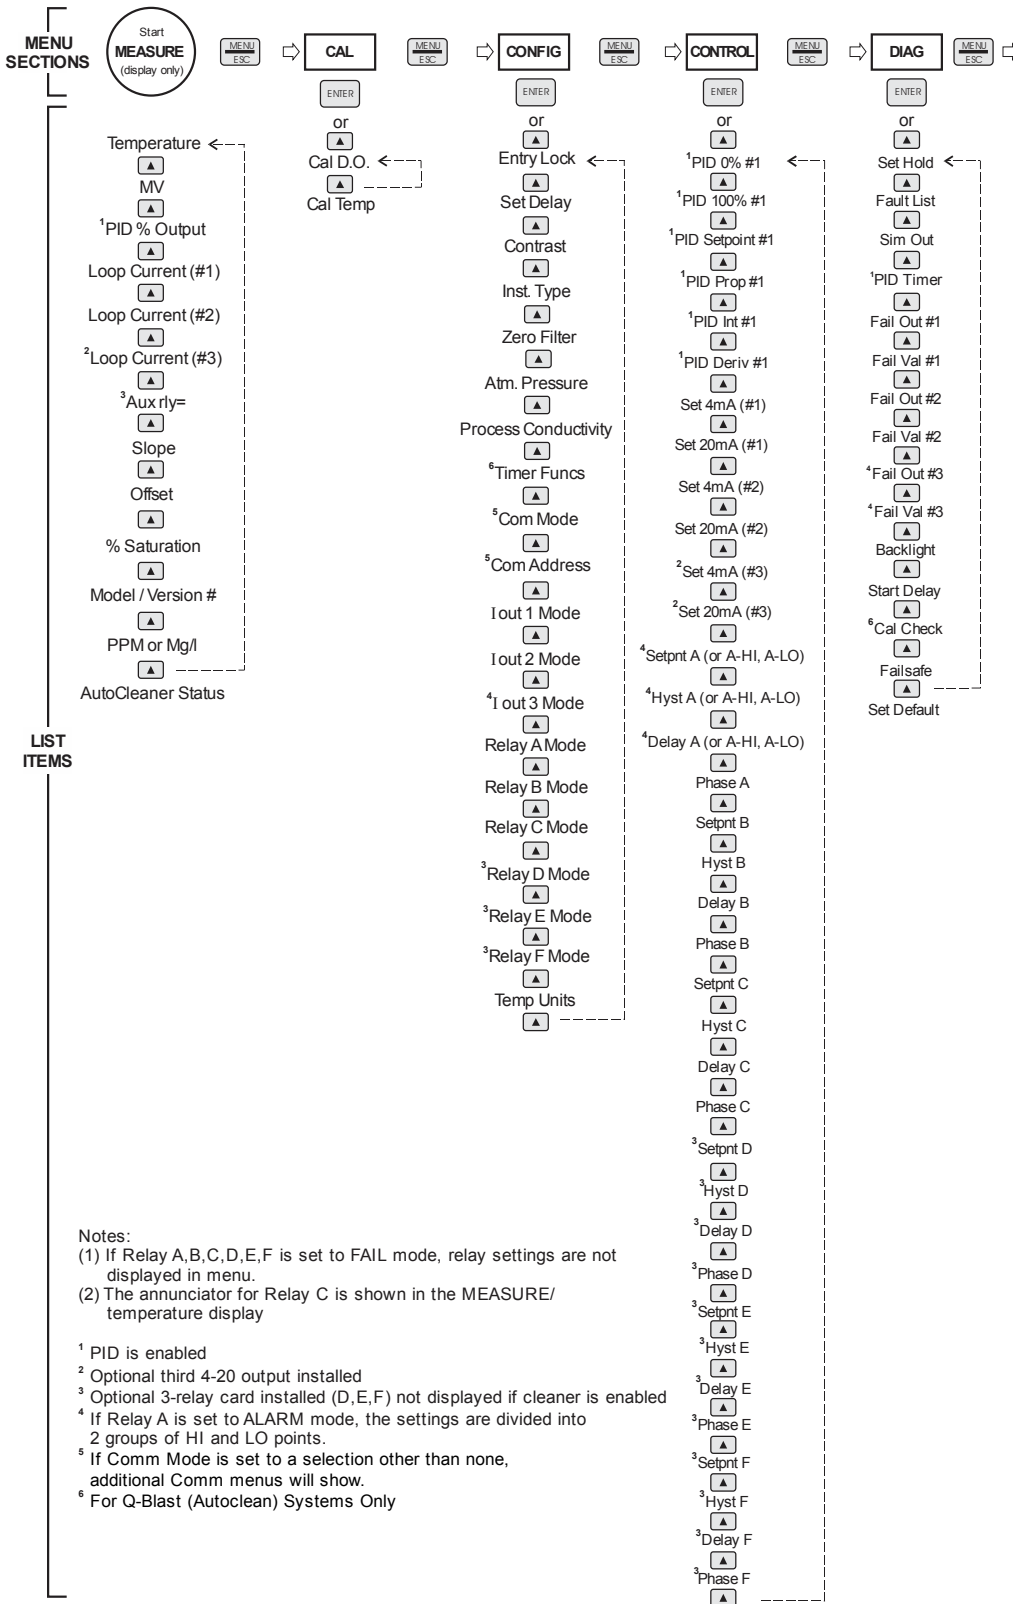 MENU
SECTIONS
Start
MEASURE
(display only)
MENU
ESC
CAL
MENU
ESC
CONFIG
MENU
ESC
CONTROL
MENU
ESC
DIAG
MENU
ESC
LIST
ITEMS
Temperature
MV
¹PID % Output
Loop Current (#1)
Loop Current (#2)
²Loop Current (#3)
³Aux rly=
Slope
Offset
% Saturation
Model / Version #
PPM or Mg/l
AutoCleaner Status
ENTER
or
Cal D.O.
Cal Temp
ENTER
or
Entry Lock
Set Delay
Contrast
Inst. Type
Zero Filter
Atm. Pressure
Process Conductivity
⁶Timer Funcs
⁵Com Mode
⁵Com Address
Iout 1 Mode
Iout 2 Mode
⁴I out 3 Mode
Relay A Mode
Relay B Mode
Relay C Mode
³Relay D Mode
³Relay E Mode
³Relay F Mode
Temp Units
ENTER
or
¹PID 0% #1
¹PID 100% #1
¹PID Setpoint #1
¹PID Prop #1
¹PID Int #1
¹PID Deriv #1
Set 4mA (#1)
Set 20mA (#1)
Set 4mA (#2)
Set 20mA (#2)
²Set 4mA (#3)
²Set 20mA (#3)
⁴Setpnt A (or A-HI, A-LO)
⁴Hyst A (or A-HI, A-LO)
⁴Delay A (or A-HI, A-LO)
Phase A
Setpnt B
Hyst B
Delay B
Phase B
Setpnt C
Hyst C
Delay C
Phase C
³Setpnt D
³Hyst D
³Delay D
³Phase D
³Setpnt E
³Hyst E
³Delay E
³Phase E
³Setpnt F
³Hyst F
³Delay F
³Phase F
ENTER
or
Set Hold
Fault List
Sim Out
¹PID Timer
Fail Out #1
Fail Val #1
Fail Out #2
Fail Val #2
⁴Fail Out #3
⁴Fail Val #3
Backlight
Start Delay
⁶Cal Check
Failsafe
Set Default
Notes:
(1) If Relay A,B,C,D,E,F is set to FAIL mode, relay settings are not
displayed in menu.
(2) The annunciator for Relay C is shown in the MEASURE/
temperature display
¹ PID is enabled
² Optional third 4-20 output installed
³ Optional 3-relay card installed (D,E,F) not displayed if cleaner is enabled
⁴ If Relay A is set to ALARM mode, the settings are divided into
2 groups of HI and LO points.
⁵ If Comm Mode is set to a selection other than none,
additional Comm menus will show.
⁶ For Q-Blast (Autoclean) Systems Only